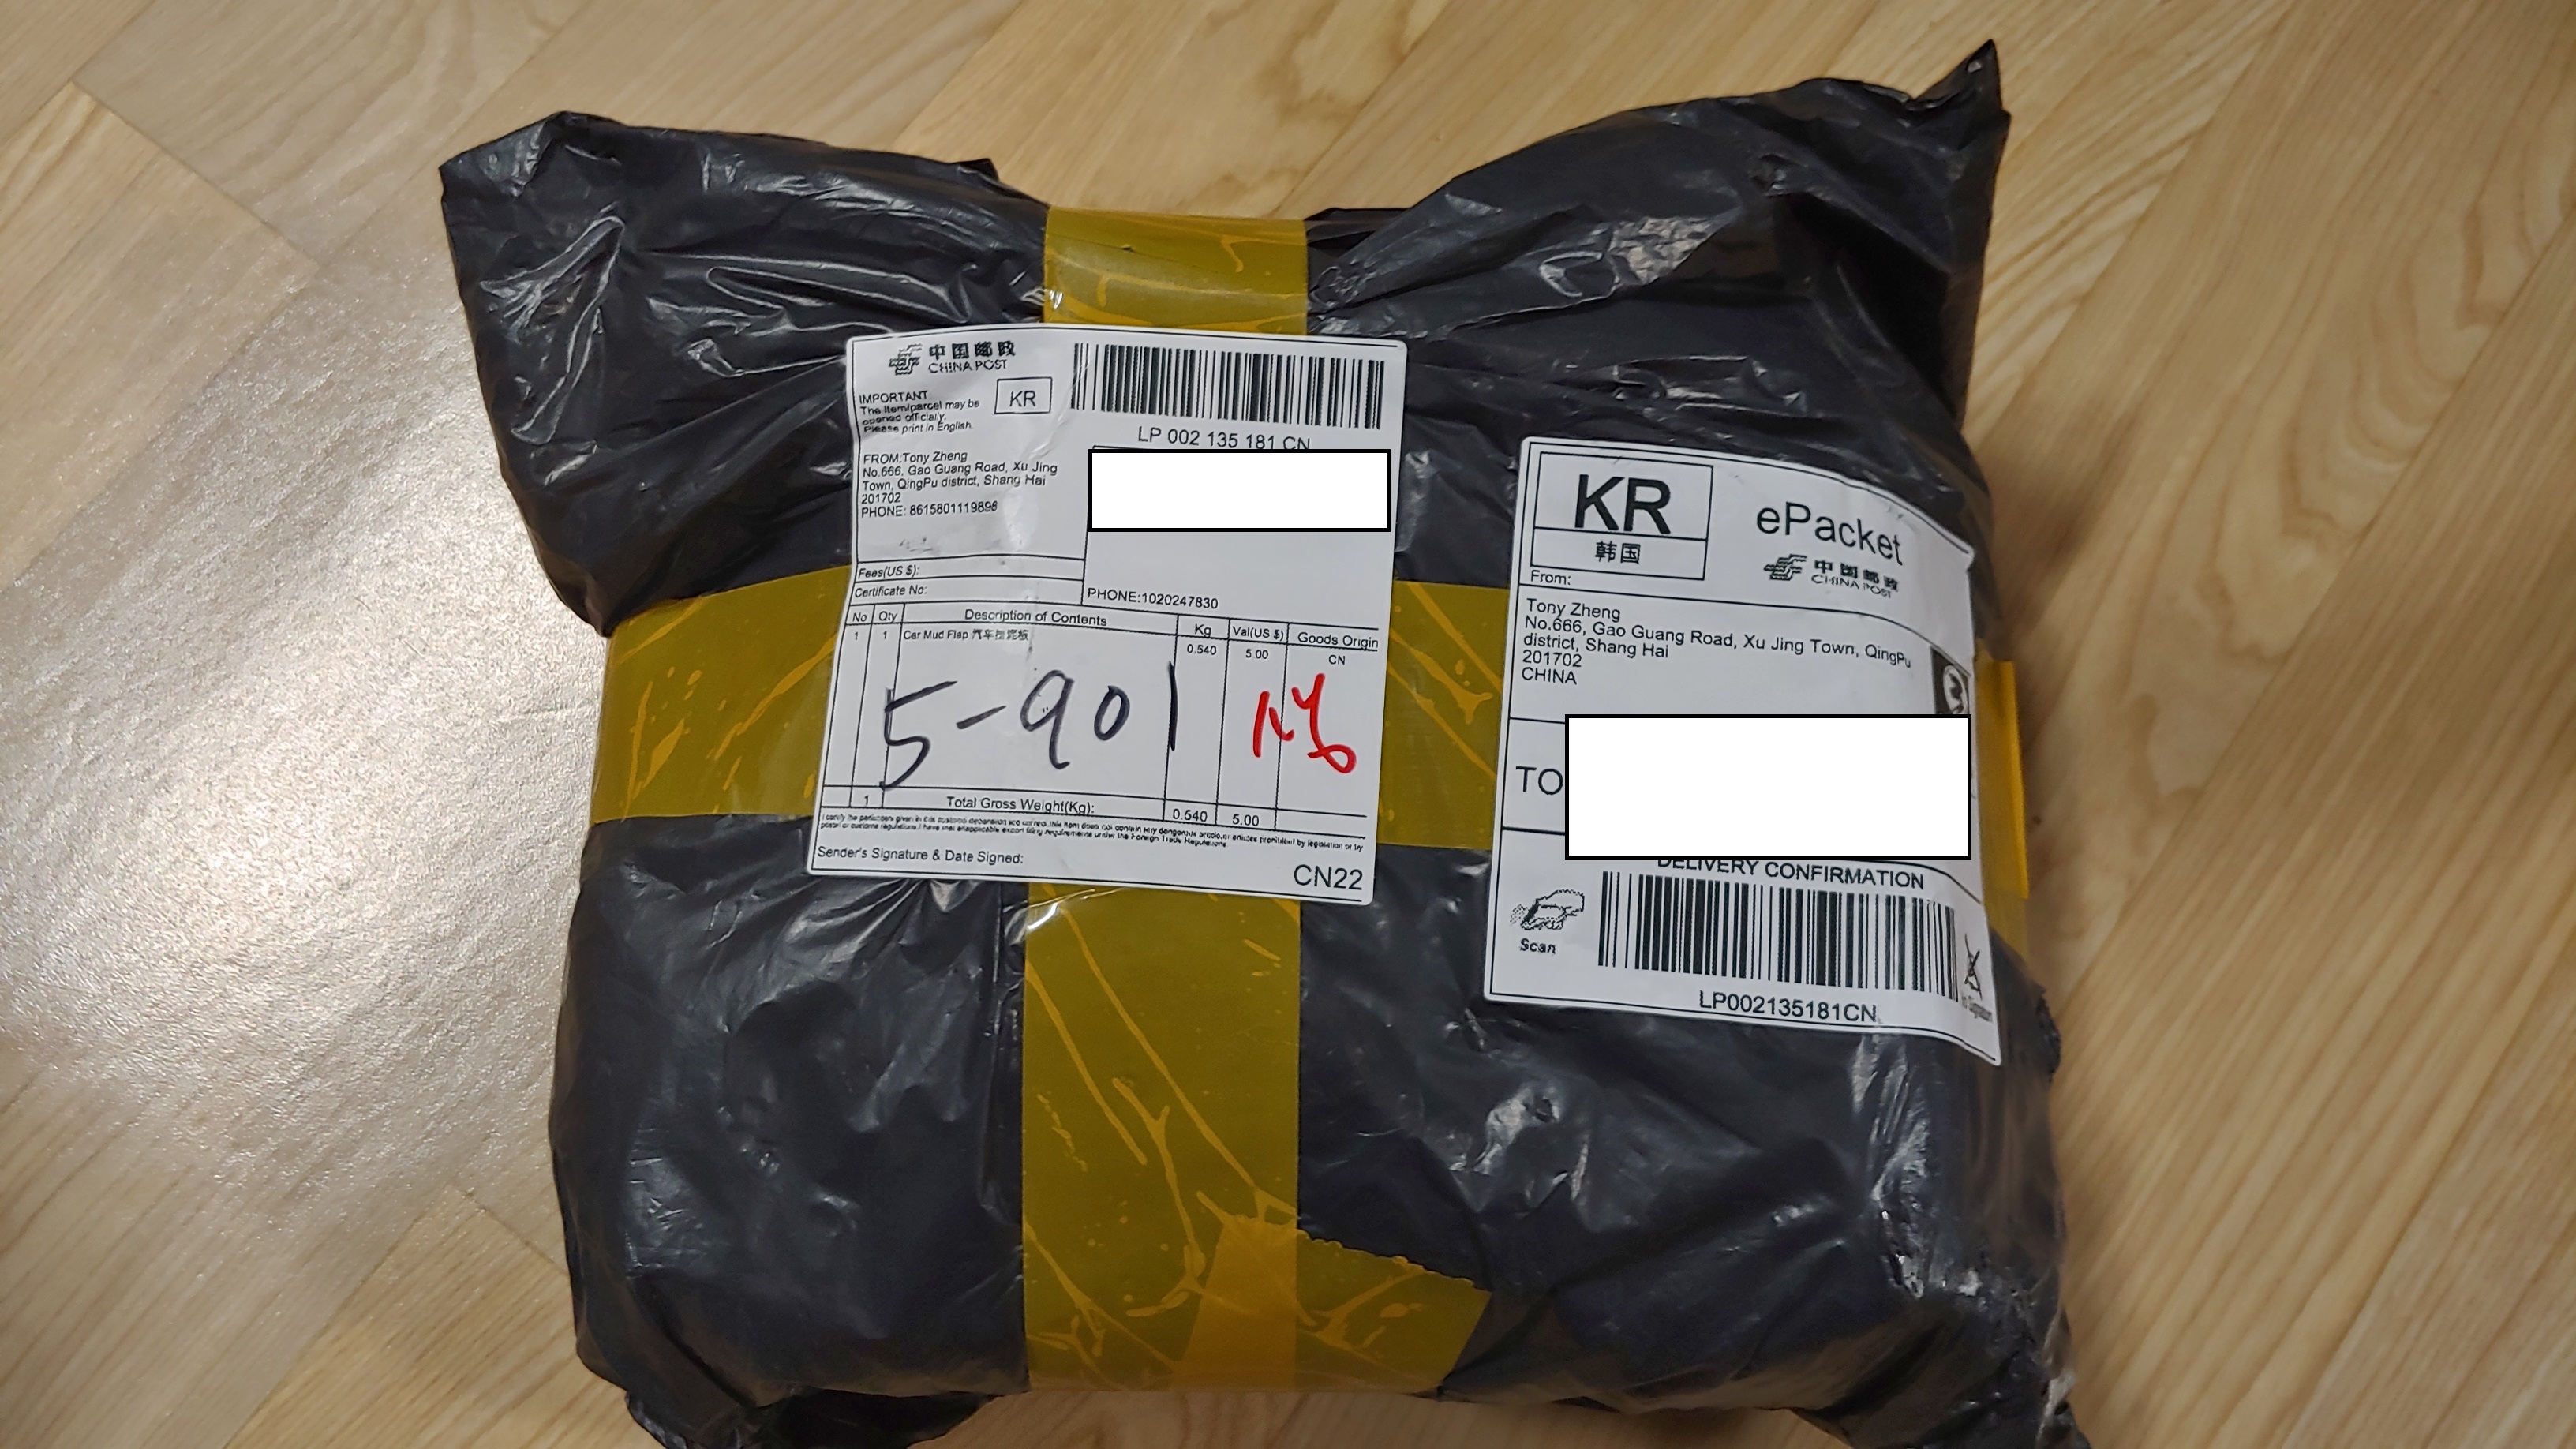 中国邮政
CHINA POST
IMPORTANT
The item/parcel may be
opened officially.
Please print in English.
KR
LP 002 135 181 CN
FROM:Tony Zheng
No.666, Gao Guang Road, Xu Jing
Town, QingPu district, Shang Hai
201702
PHONE: 8615801119898
Fees(US $):
Certificate No:
PHONE:1020247830
No Qty Description of Contents Kg Val(US $) Goods Origin
1 1 Car Mud Flap 汽车挡泥板 0.540 5.00 CN
5-901
1 Total Gross Weight(Kg): 0.540 5.00
Sender's Signature & Date Signed:
CN22
KR
韩国
ePacket
中国邮政
CHINA POST
From:
Tony Zheng
No.666, Gao Guang Road, Xu Jing Town, QingPu
district, Shang Hai
201702
CHINA
TO
DELIVERY CONFIRMATION
Scan
LP002135181CN